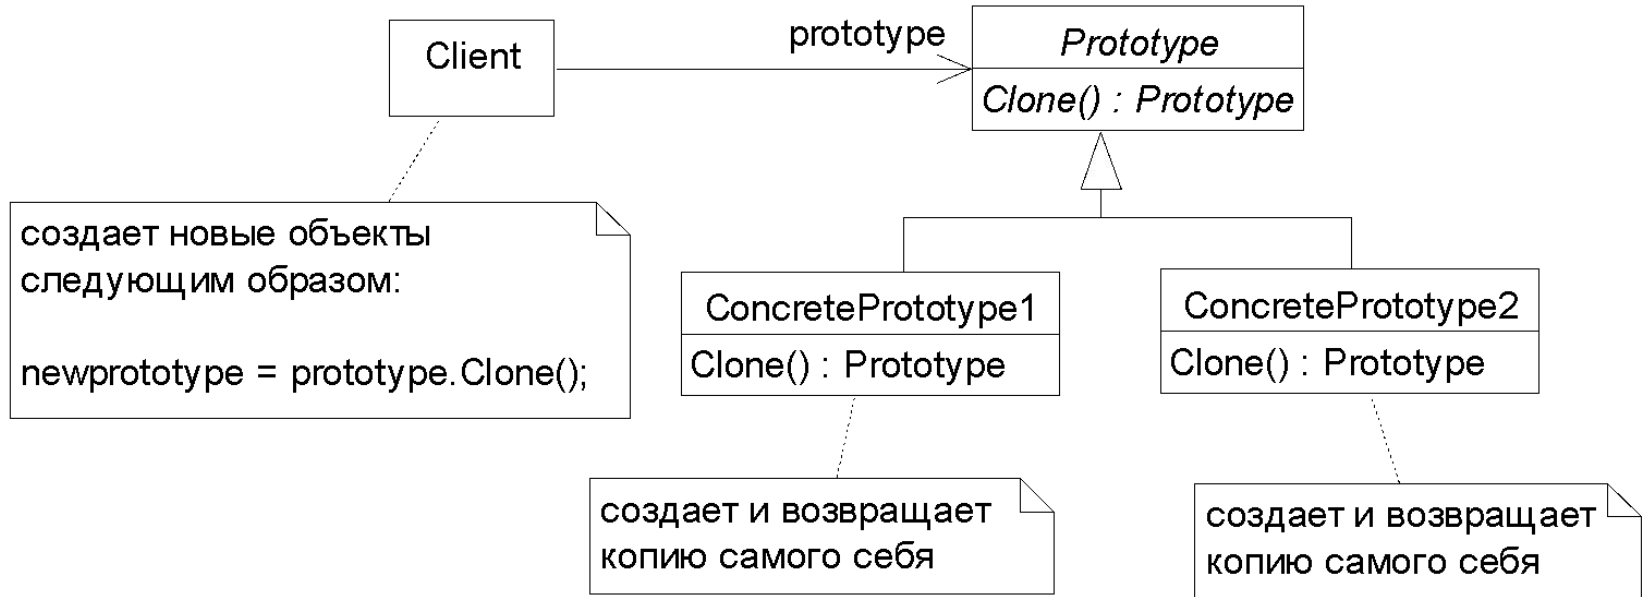 Client
prototype
Prototype
Clone() : Prototype
создает новые объекты
следующим образом:
newprototype = prototype.Clone();
ConcretePrototype1
Clone() : Prototype
ConcretePrototype2
Clone() : Prototype
создает и возвращает
копию самого себя
создает и возвращает
копию самого себя